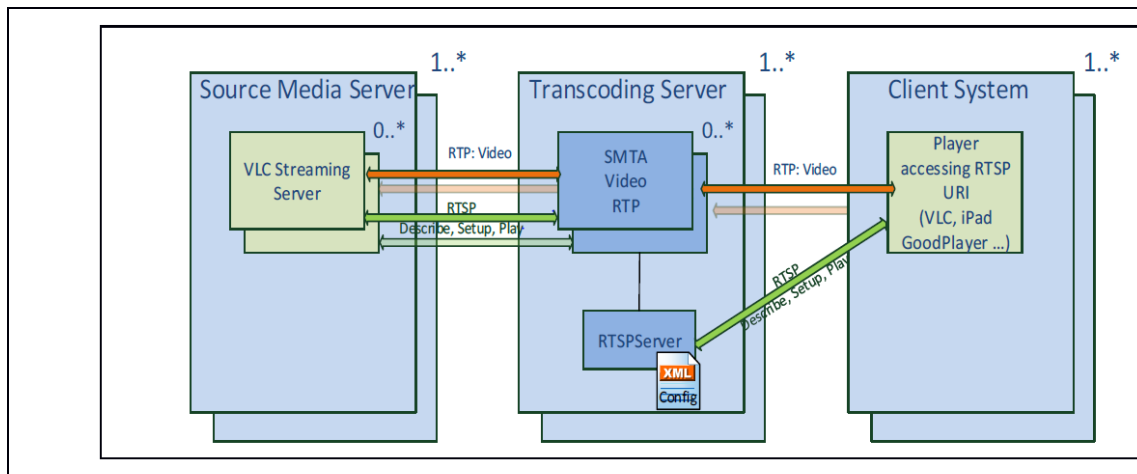 1..*
1..*
1..*
Source Media Server
Transcoding Server
Client System
0..*
0..*
VLC Streaming
Server
RTP: Video
RTSP
Describe, Setup, Play
SMTA
Video
RTP
RTP: Video
Player
accessing RTSP
URI
(VLC, iPad
GoodPlayer ...)
RTSP
Describe, Setup, Play
RTSPServer
XML
Config